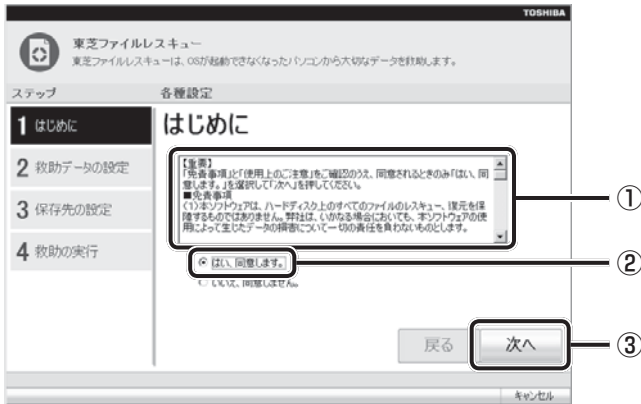 TOSHIBA
東芝ファイルレスキュー
東芝ファイルレスキューは、OSが起動できなくなったパソコンから大切なデータを救助します。
ステップ
各種設定
1 はじめに
2 救助データの設定
3 保存先の設定
4 救助の実行
はじめに
【重要】
「免責事項」と「使用上のご注意」をご確認のうえ、同意されるときのみ「はい、同
意します。」を選択して「次へ」を押してください。
■免責事項
(1)本ソフトウェアは、ハードディスク上のすべてのファイルのレスキュー、復元を保
障するものではありません。弊社は、いかなる場合においても、本ソフトウェアの使
用によって生じたデータの損害について一切の責任を負わないものとします。
①
はい、同意します。
②
いいえ、同意しません。
戻る
次へ
③
キャンセル